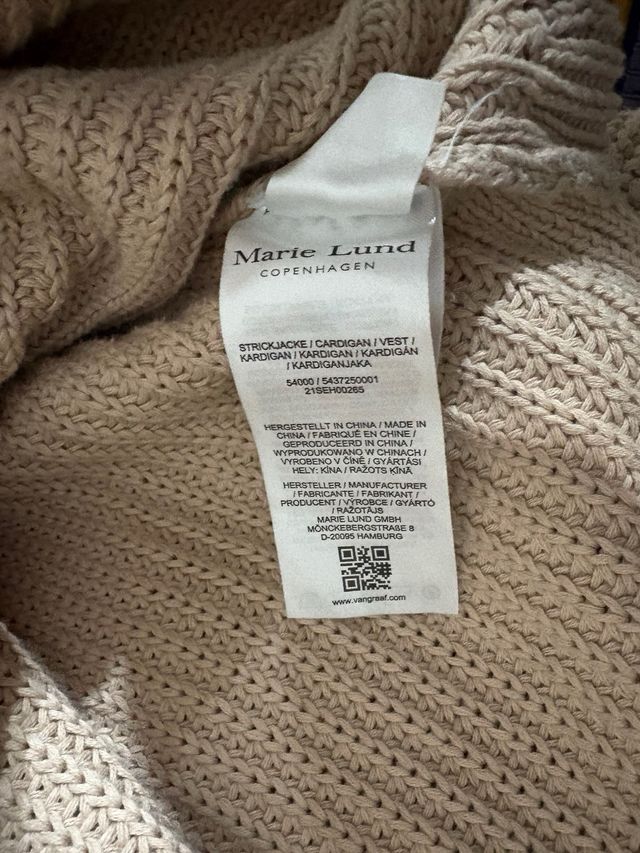 Marie Lund
COPENHAGEN
STRICKJACKE / CARDIGAN / VEST /
KARDIGAN / KARDIGAN / KARDIGÁN
/ KARDIGANJAKA
54000 / 5437250001
21SEH00265
HERGESTELLT IN CHINA / MADE IN
CHINA / FABRIQUÉ EN CHINE /
GEPRODUCEERD IN CHINA /
WYPRODUKOWANO W CHINACH /
VYROBENO V ČÍNĚ / GYÁRTÁSI
HELY: KÍNA / RAŽOTS ĶĪNĀ
HERSTELLER / MANUFACTURER
/ FABRICANTE / FABRIKANT /
PRODUCENT / VÝROBCE / GYÁRTÓ
/ RAŽOTĀJS
MARIE LUND GMBH
MÖNCKEBERGSTRAßE 8
D-20095 HAMBURG
www.vangraaf.com